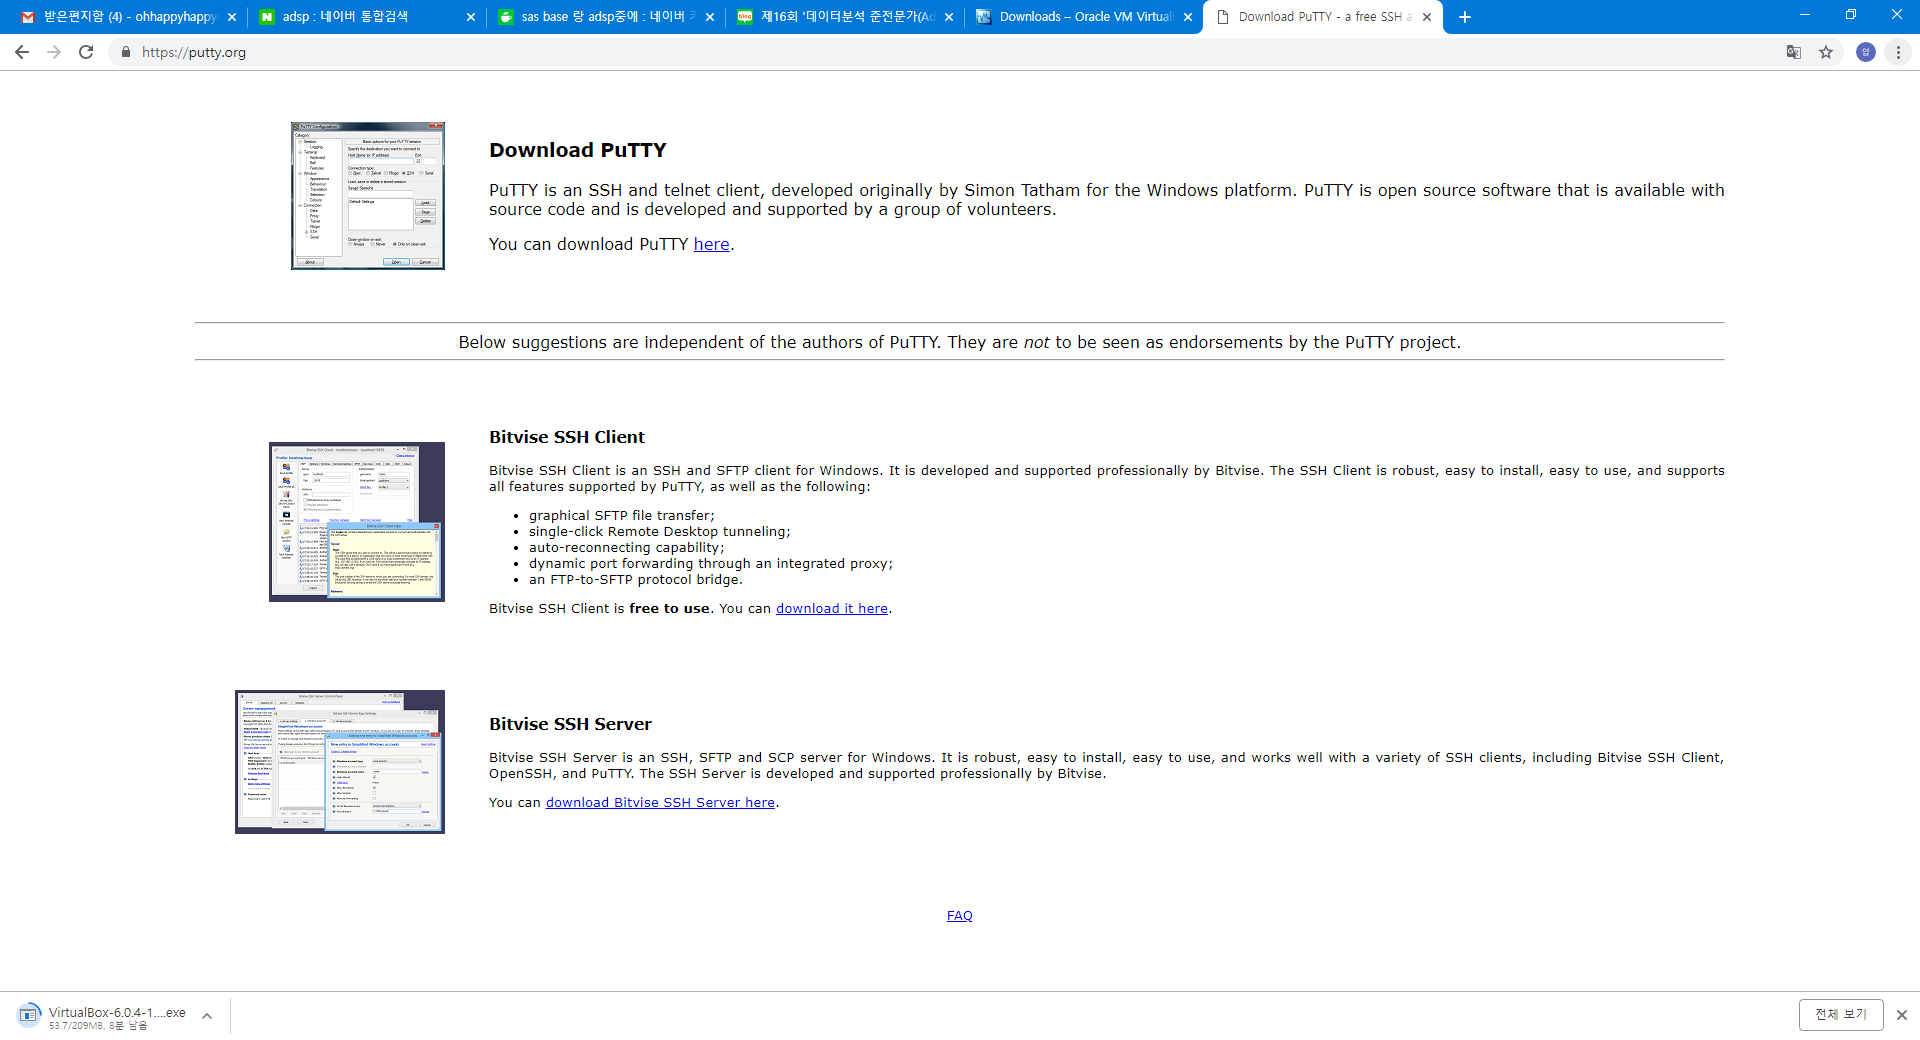 받은편지함 (4) - ohhappyhappy
adsp : 네이버 통합검색
sas base 랑 adsp중에 : 네이버 카
제16회 '데이터분석 준전문가(Ad
Downloads – Oracle VM Virtual
Download PuTTY - a free SSH a
https://putty.org
Download PuTTY
PuTTY is an SSH and telnet client, developed originally by Simon Tatham for the Windows platform. PuTTY is open source software that is available with
source code and is developed and supported by a group of volunteers.
You can download PuTTY here.
Below suggestions are independent of the authors of PuTTY. They are not to be seen as endorsements by the PuTTY project.
Bitvise SSH Client
Bitvise SSH Client is an SSH and SFTP client for Windows. It is developed and supported professionally by Bitvise. The SSH Client is robust, easy to install, easy to use, and supports
all features supported by PuTTY, as well as the following:
• graphical SFTP file transfer;
• single-click Remote Desktop tunneling;
• auto-reconnecting capability;
• dynamic port forwarding through an integrated proxy;
• an FTP-to-SFTP protocol bridge.
Bitvise SSH Client is free to use. You can download it here.
Bitvise SSH Server
Bitvise SSH Server is an SSH, SFTP and SCP server for Windows. It is robust, easy to install, easy to use, and works well with a variety of SSH clients, including Bitvise SSH Client,
OpenSSH, and PuTTY. The SSH Server is developed and supported professionally by Bitvise.
You can download Bitvise SSH Server here.
FAQ
VirtualBox-6.0.4-1....exe
53.7/209MB, 8분 남음
전체 보기